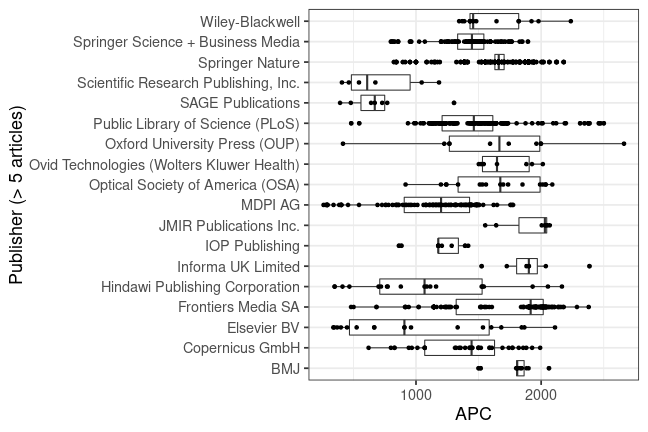 Wiley-Blackwell
Springer Science + Business Media
Springer Nature
Scientific Research Publishing, Inc.
SAGE Publications
Public Library of Science (PLoS)
Oxford University Press (OUP)
Ovid Technologies (Wolters Kluwer Health)
Optical Society of America (OSA)
MDPI AG
JMIR Publications Inc.
IOP Publishing
Informa UK Limited
Hindawi Publishing Corporation
Frontiers Media SA
Elsevier BV
Copernicus GmbH
BMJ
Publisher (> 5 articles)
1000 2000
APC